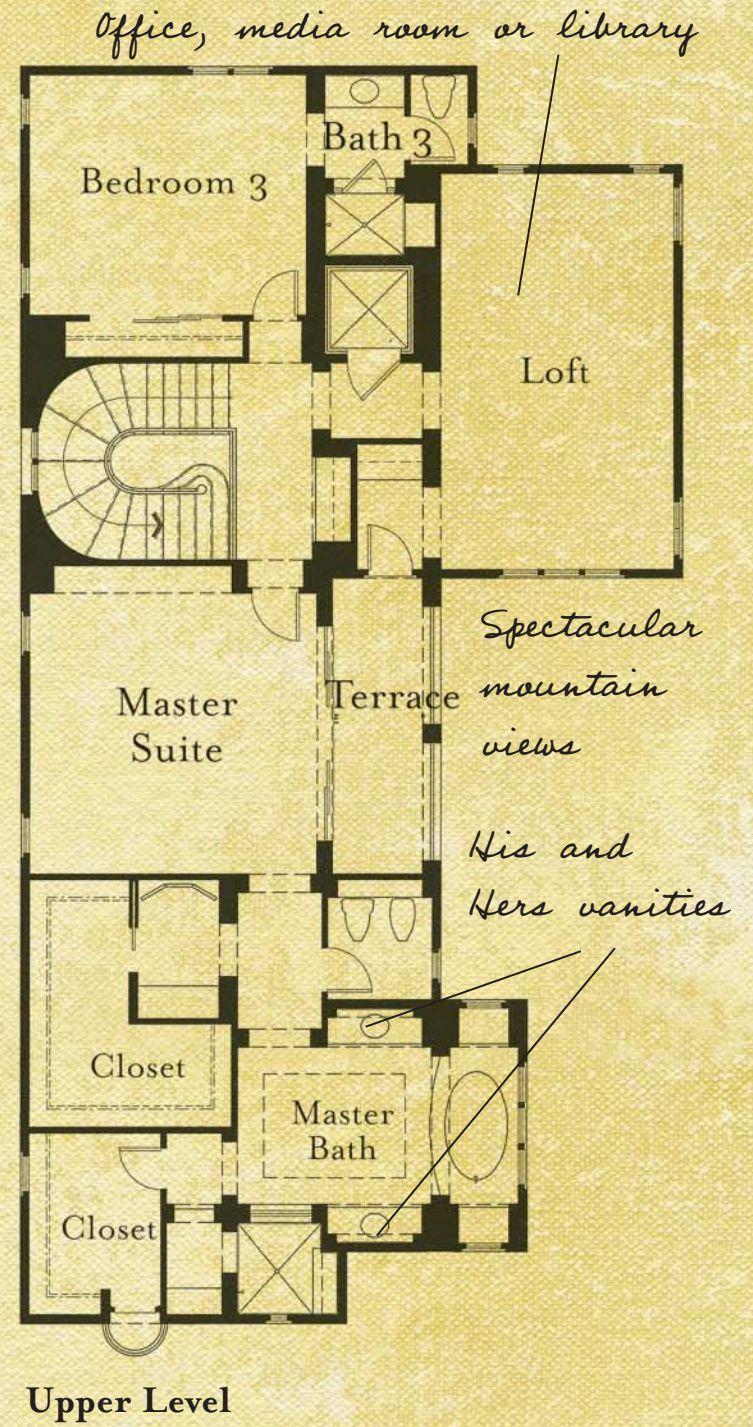 Office, media room or library
Bath 3
Bedroom 3
Loft
Spectacular
mountain
views
Master
Suite
Terrace
His and
Hers vanities
Closet
Master
Bath
Closet
Upper Level